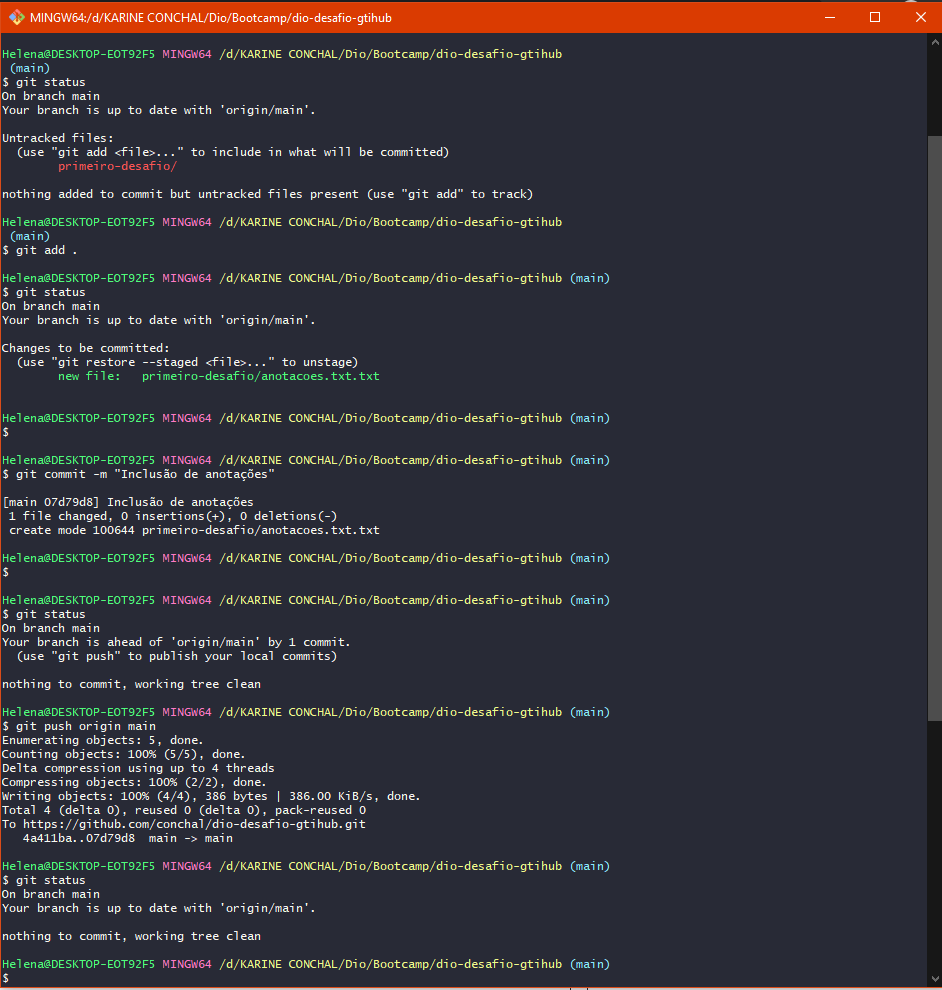 MINGW64:/d/KARINE CONCHAL/Dio/Bootcamp/dio-desafio-gtihub
Helena@DESKTOP-EOT92F5 MINGW64 /d/KARINE CONCHAL/Dio/Bootcamp/dio-desafio-gtihub
(main)
$ git status
On branch main
Your branch is up to date with 'origin/main'.
Untracked files:
(use "git add <file>..." to include in what will be committed)
primeiro-desafio/
nothing added to commit but untracked files present (use "git add" to track)
Helena@DESKTOP-EOT92F5 MINGW64 /d/KARINE CONCHAL/Dio/Bootcamp/dio-desafio-gtihub
(main)
$ git add .
Helena@DESKTOP-EOT92F5 MINGW64 /d/KARINE CONCHAL/Dio/Bootcamp/dio-desafio-gtihub (main)
$ git status
On branch main
Your branch is up to date with 'origin/main'.
Changes to be committed:
(use "git restore --staged <file>..." to unstage)
new file:   primeiro-desafio/anotacoes.txt.txt
Helena@DESKTOP-EOT92F5 MINGW64 /d/KARINE CONCHAL/Dio/Bootcamp/dio-desafio-gtihub (main)
$
Helena@DESKTOP-EOT92F5 MINGW64 /d/KARINE CONCHAL/Dio/Bootcamp/dio-desafio-gtihub (main)
$ git commit -m "Inclusão de anotações"
[main 07d79d8] Inclusão de anotações
1 file changed, 0 insertions(+), 0 deletions(-)
create mode 100644 primeiro-desafio/anotacoes.txt.txt
Helena@DESKTOP-EOT92F5 MINGW64 /d/KARINE CONCHAL/Dio/Bootcamp/dio-desafio-gtihub (main)
$
Helena@DESKTOP-EOT92F5 MINGW64 /d/KARINE CONCHAL/Dio/Bootcamp/dio-desafio-gtihub (main)
$ git status
On branch main
Your branch is ahead of 'origin/main' by 1 commit.
(use "git push" to publish your local commits)
nothing to commit, working tree clean
Helena@DESKTOP-EOT92F5 MINGW64 /d/KARINE CONCHAL/Dio/Bootcamp/dio-desafio-gtihub (main)
$ git push origin main
Enumerating objects: 5, done.
Counting objects: 100% (5/5), done.
Delta compression using up to 4 threads
Compressing objects: 100% (2/2), done.
Writing objects: 100% (4/4), 386 bytes | 386.00 KiB/s, done.
Total 4 (delta 0), reused 0 (delta 0), pack-reused 0
To https://github.com/conchal/dio-desafio-gtihub.git
4a411ba..07d79d8  main -> main
Helena@DESKTOP-EOT92F5 MINGW64 /d/KARINE CONCHAL/Dio/Bootcamp/dio-desafio-gtihub (main)
$ git status
On branch main
Your branch is up to date with 'origin/main'.
nothing to commit, working tree clean
Helena@DESKTOP-EOT92F5 MINGW64 /d/KARINE CONCHAL/Dio/Bootcamp/dio-desafio-gtihub (main)
$